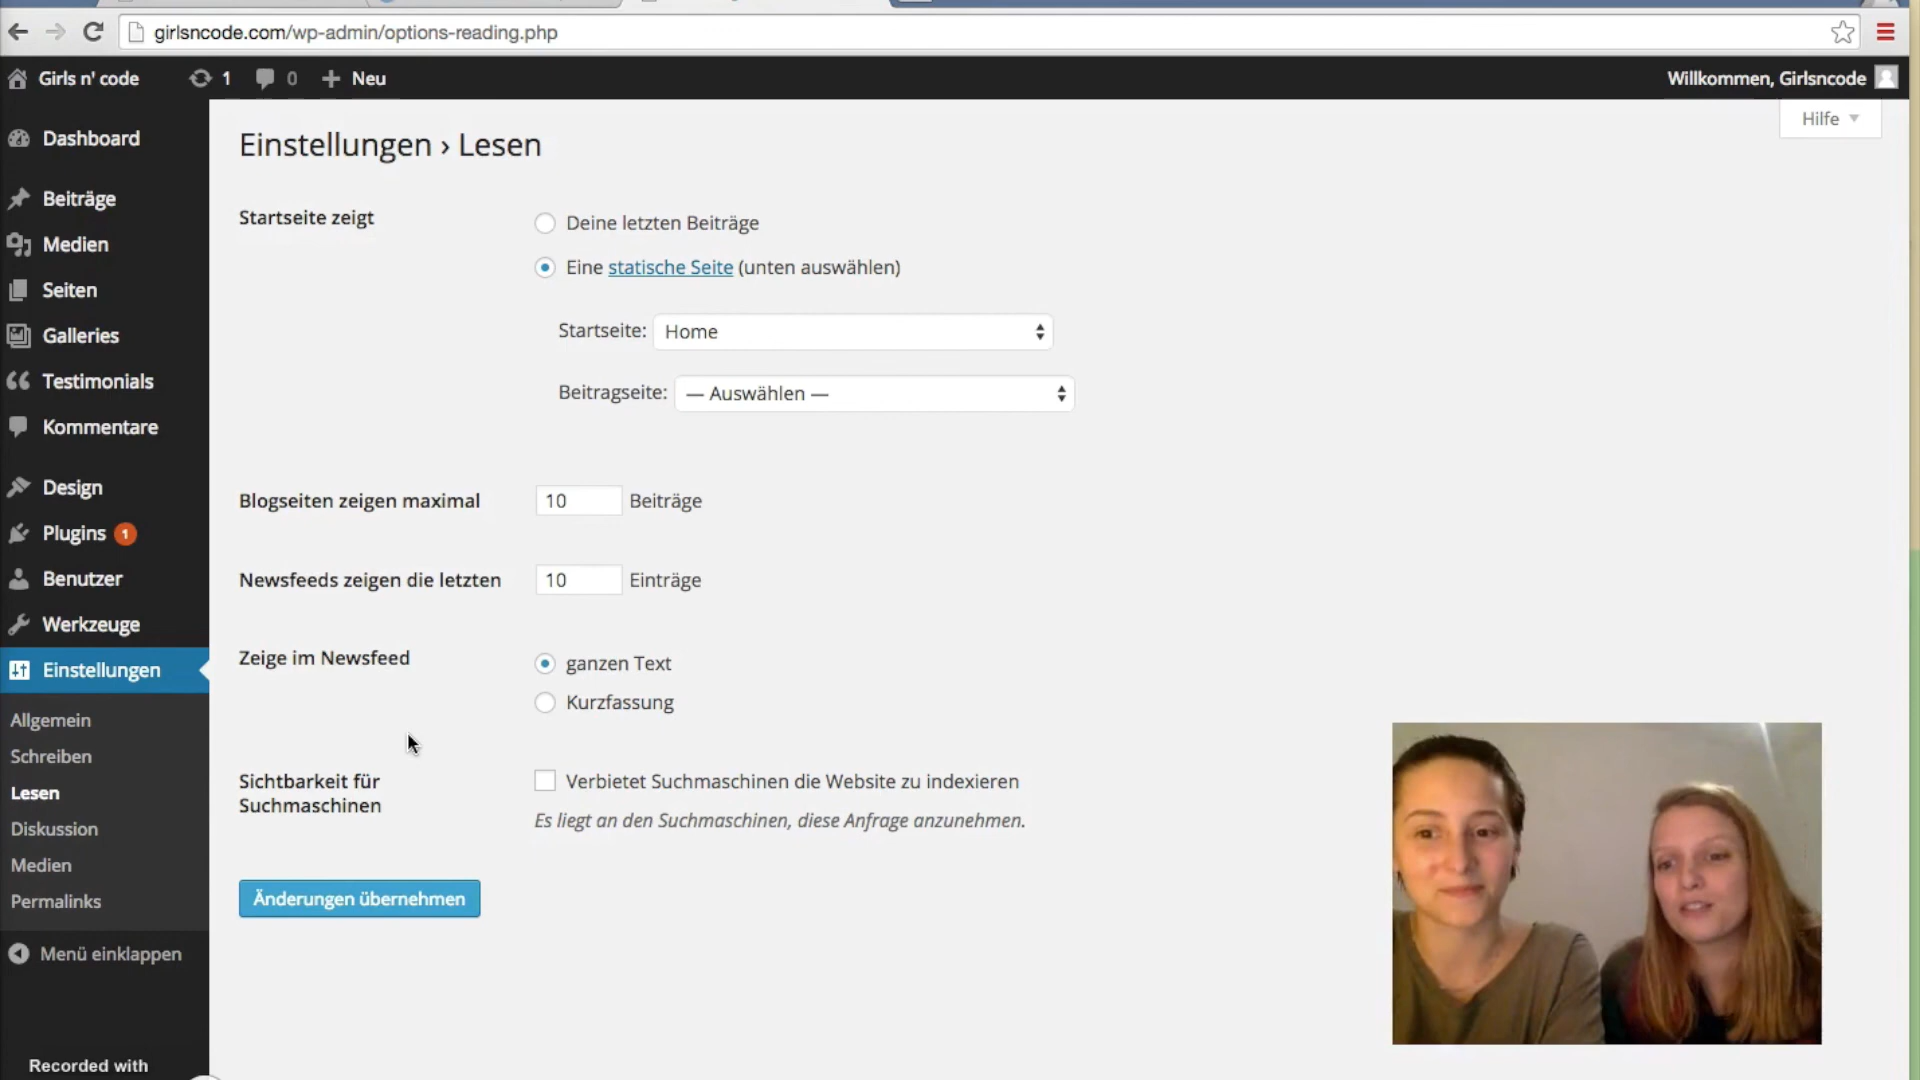 girlsncode.com/wp-admin/options-reading.php
Girls n' code 1 0 + Neu Willkommen, Girlsncode
Hilfe
Dashboard
Beiträge
Medien
Seiten
Galleries
Testimonials
Kommentare
Design
Plugins 1
Benutzer
Werkzeuge
Einstellungen
Allgemein
Schreiben
Lesen
Diskussion
Medien
Permalinks
Menü einklappen
Recorded with
Einstellungen › Lesen
Startseite zeigt
Deine letzten Beiträge
Eine statische Seite (unten auswählen)
Startseite: Home
Beitragseite: — Auswählen —
Blogseiten zeigen maximal 10 Beiträge
Newsfeeds zeigen die letzten 10 Einträge
Zeige im Newsfeed
ganzen Text
Kurzfassung
Sichtbarkeit für
Suchmaschinen
Verbietet Suchmaschinen die Website zu indexieren
Es liegt an den Suchmaschinen, diese Anfrage anzunehmen.
Änderungen übernehmen